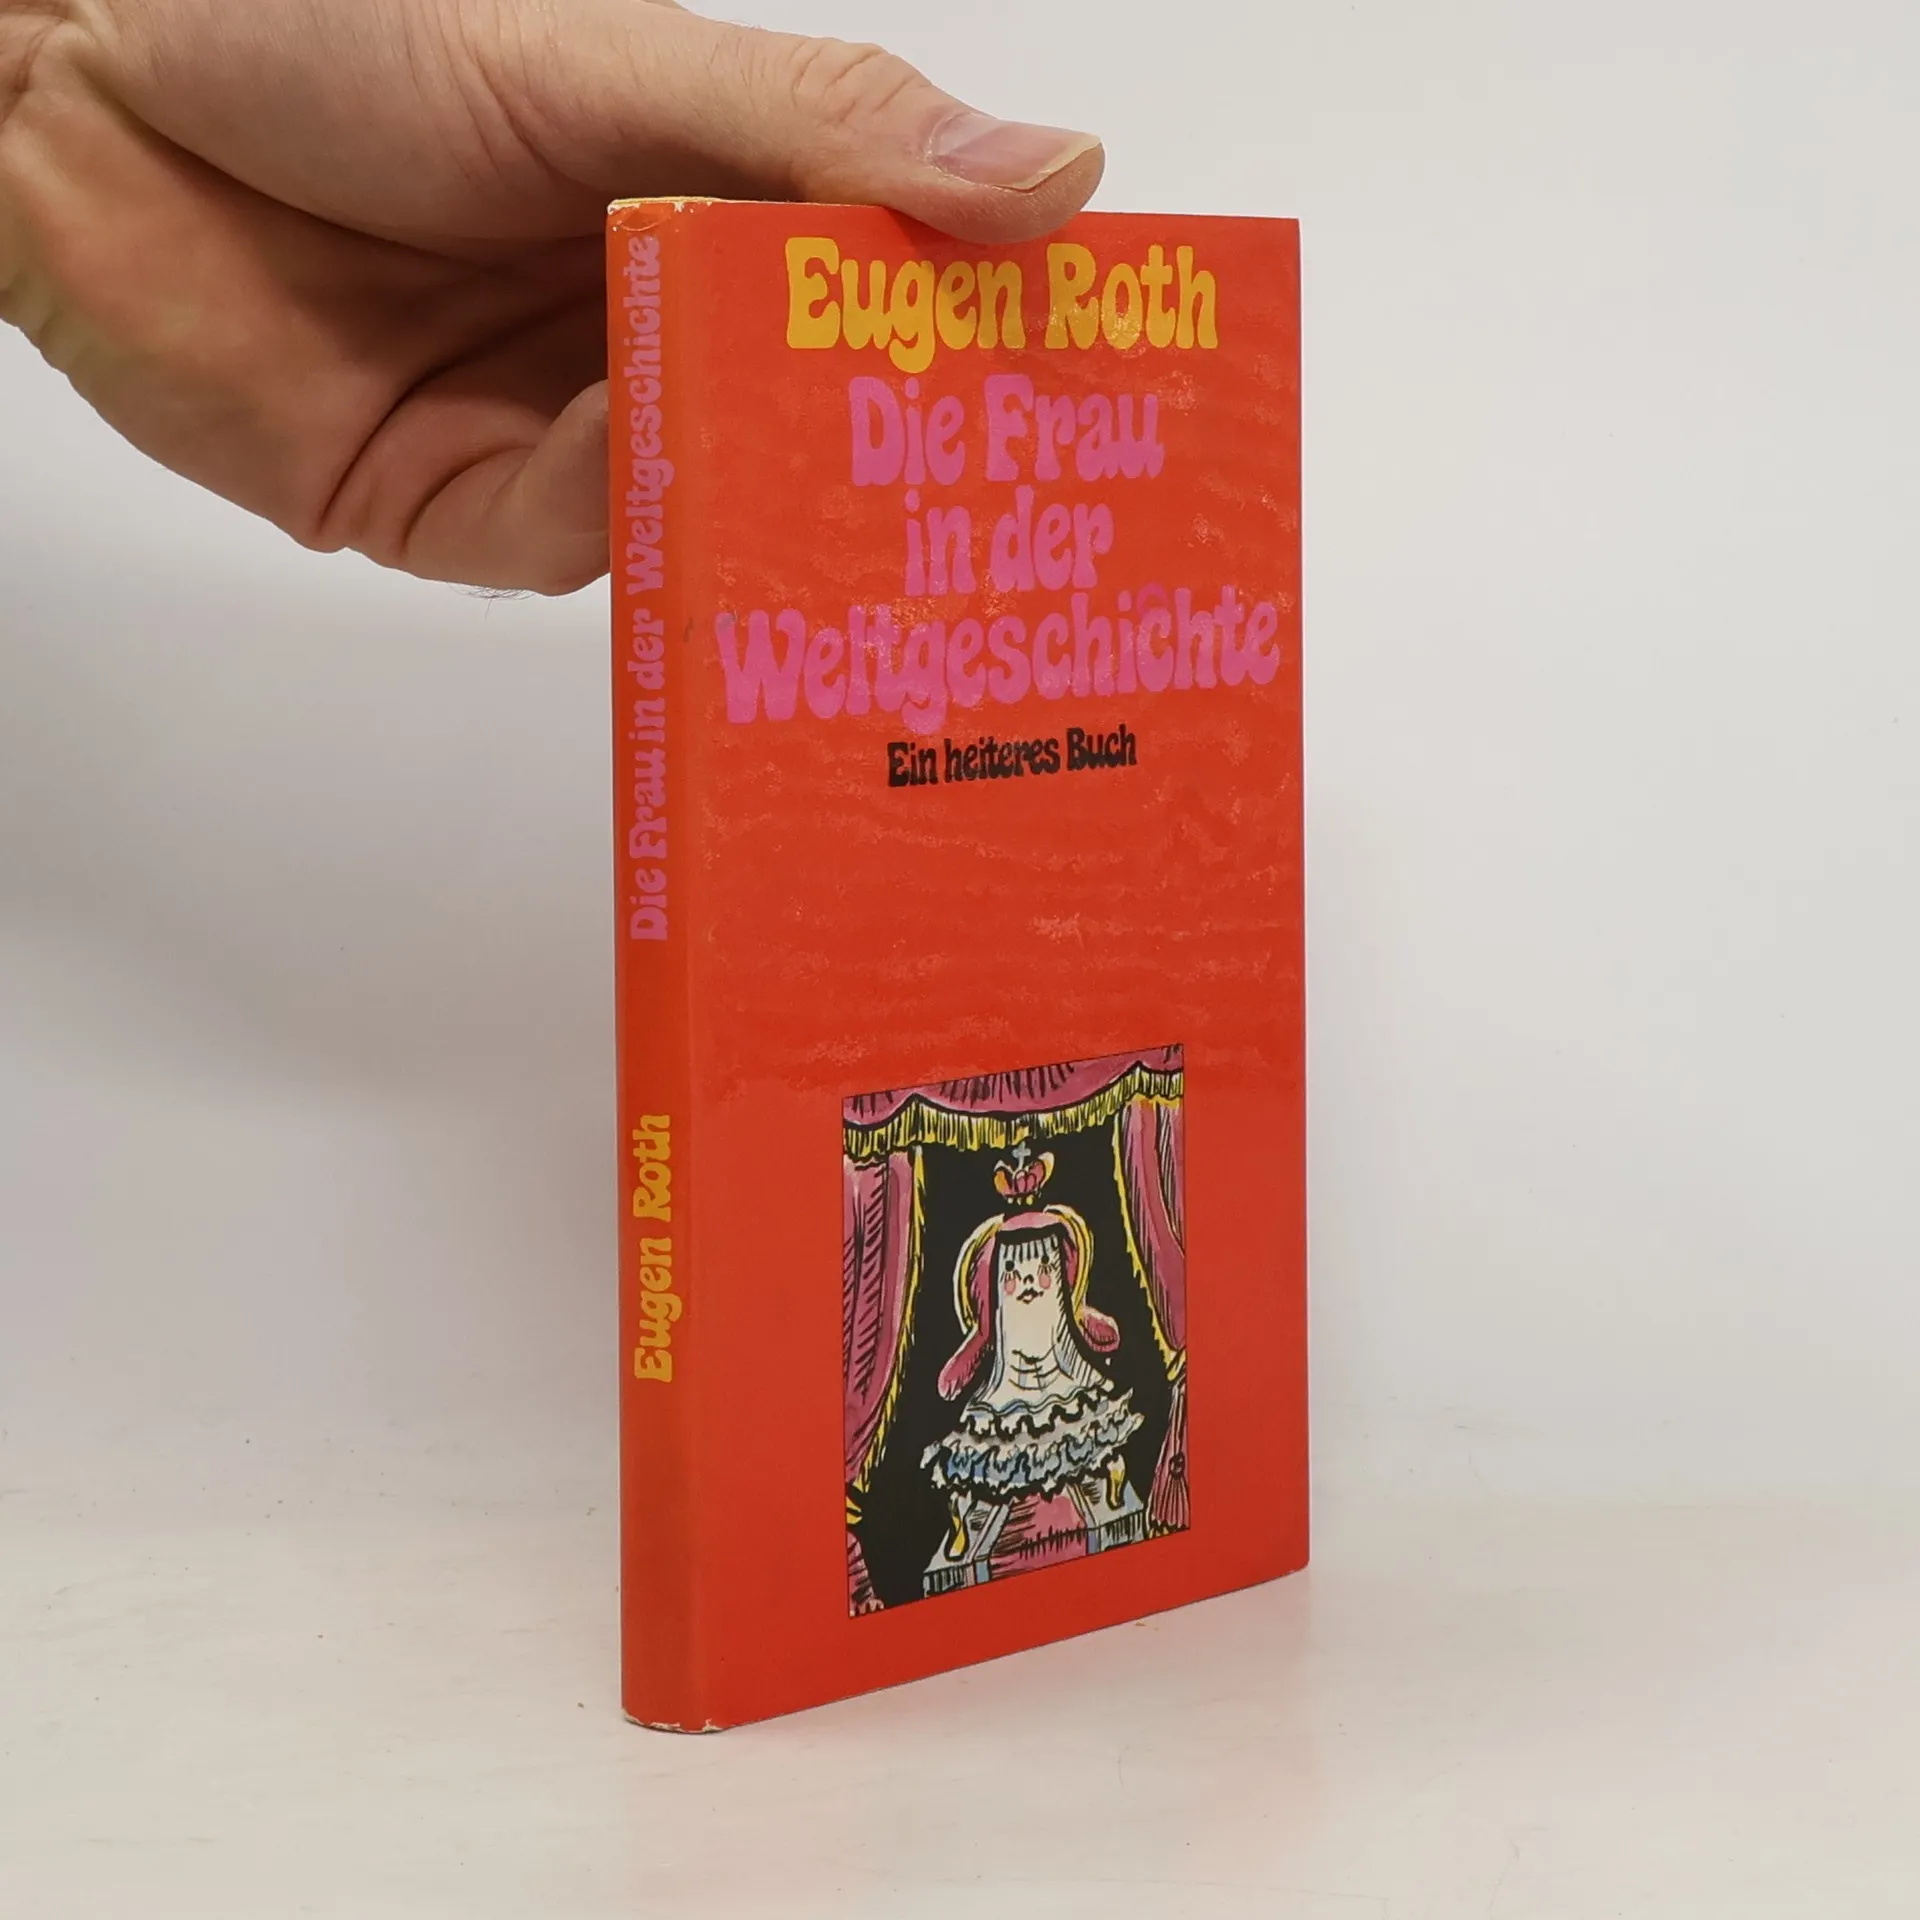 Eugen Roth
Die Frau
in der
Weltgeschichte
Ein heiteres Buch
Die Frau in der Weltgeschichte
Eugen Roth